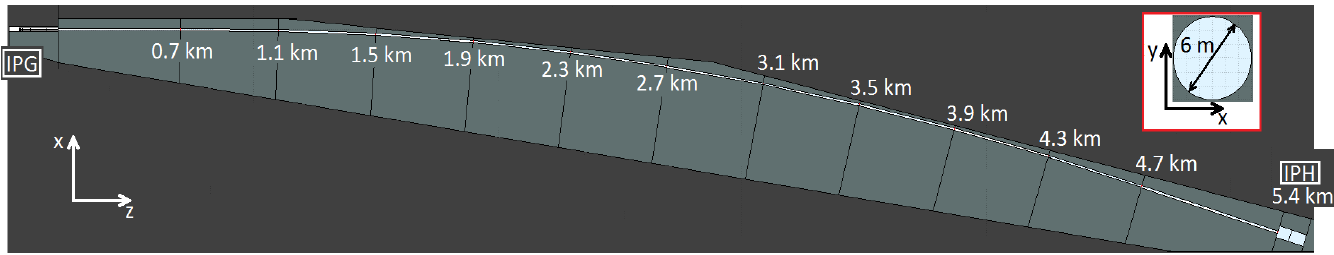 IPG
0.7 km
1.1 km
1.5 km
1.9 km
2.3 km
2.7 km
3.1 km
3.5 km
3.9 km
4.3 km
4.7 km
IPH
5.4 km
x
z
y
6 m
x